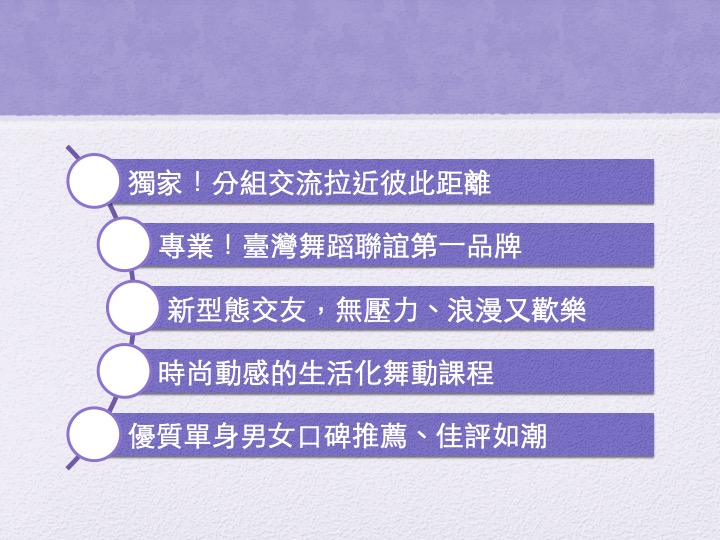 獨家！分組交流拉近彼此距離
專業！臺灣舞蹈聯誼第一品牌
新型態交友，無壓力、浪漫又歡樂
時尚動感的生活化舞動課程
優質單身男女口碑推薦、佳評如潮